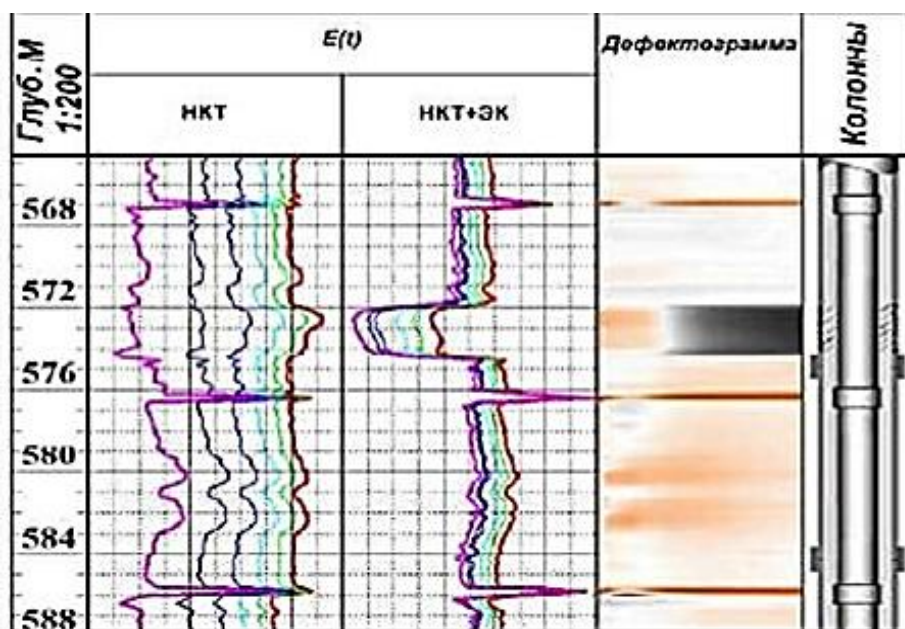 Глуб.М
1:200
E(t)
НКТ
НКТ+ЭК
Дефектограмма
Колонны
568
572
576
580
584
588